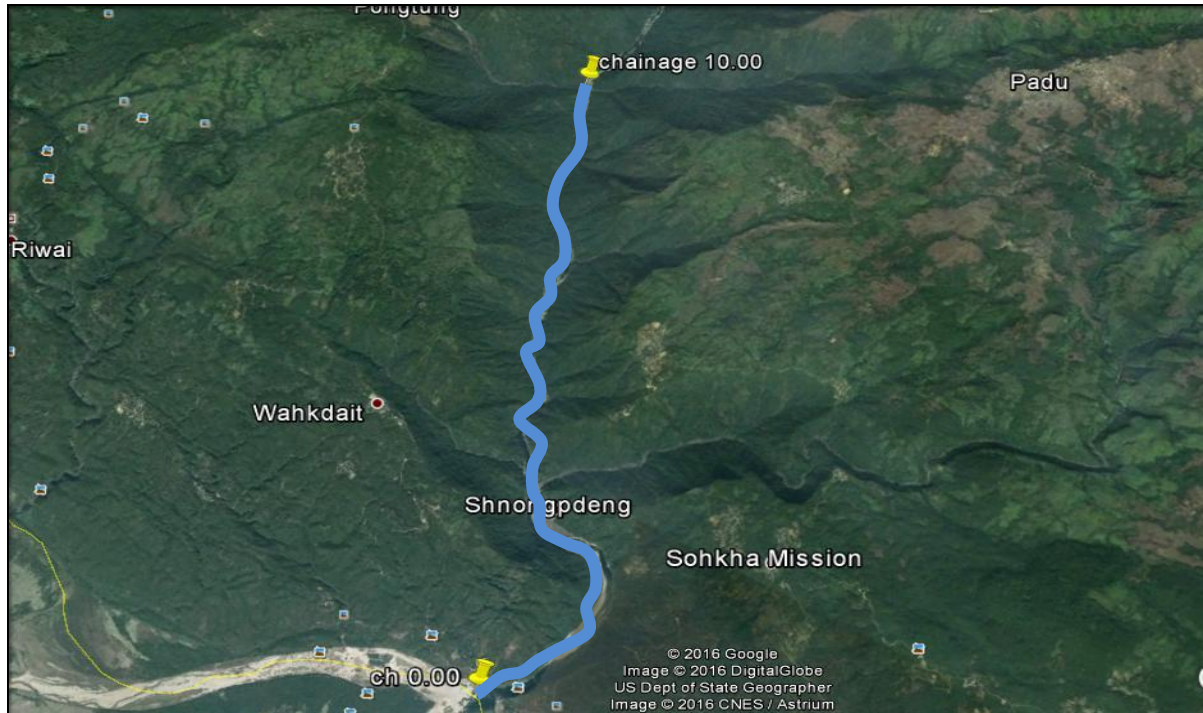 Pongtung
chainage 10.00
Padu
Riwai
Wahkdait
Shnongpdeng
Sohkha Mission
ch 0.00
© 2016 Google
Image © 2016 DigitalGlobe
US Dept of State Geographer
Image © 2016 CNES / Astrium